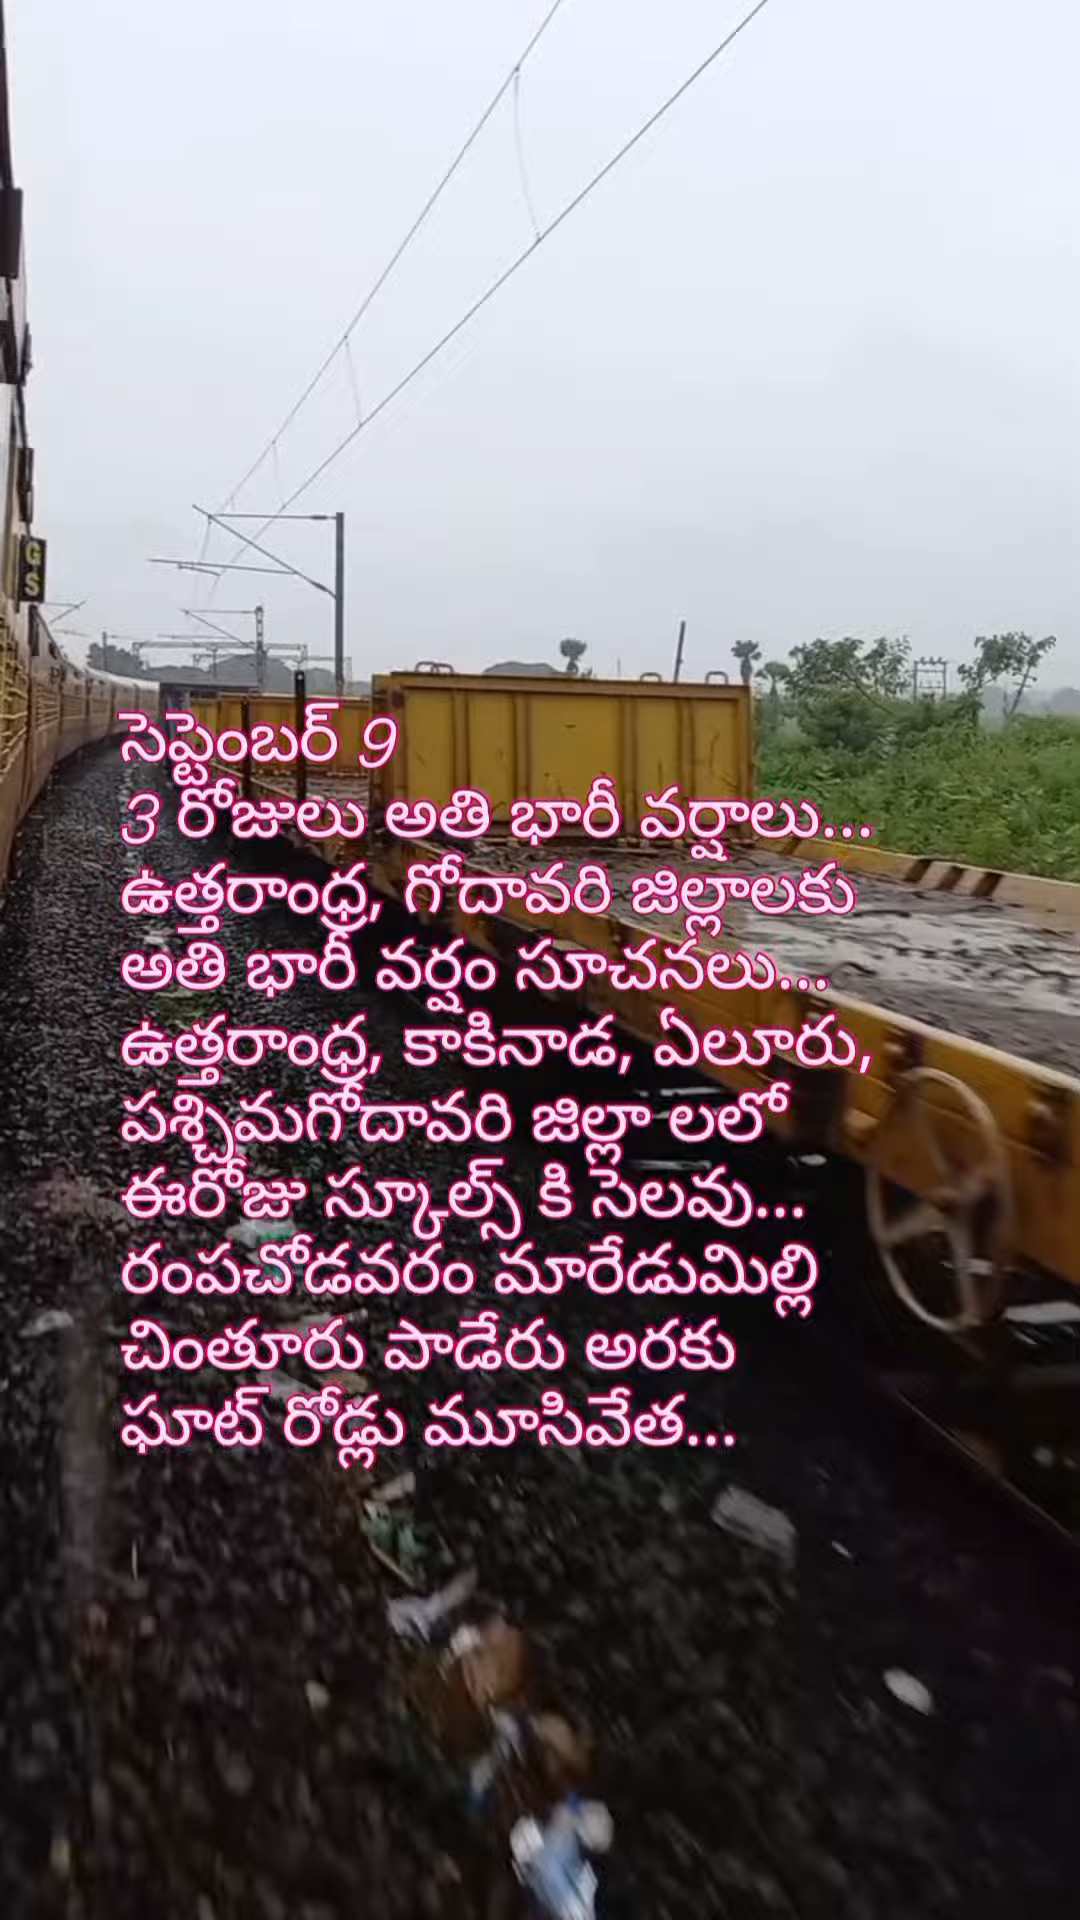 GS
సెప్టెంబర్ 9
3 రోజులు అతి భారీ వర్షాలు...
ఉత్తరాంధ్ర, గోదావరి జిల్లాలకు
అతి భారీ వర్షం సూచనలు...
ఉత్తరాంధ్ర, కాకినాడ, ఏలూరు,
పశ్చిమగోదావరి జిల్లా లలో
ఈరోజు స్కూల్స్ కి సెలవు...
రంపచోడవరం మారేడుమిల్లి
చింతూరు పాడేరు అరకు
ఘాట్ రోడ్లు మూసివేత...